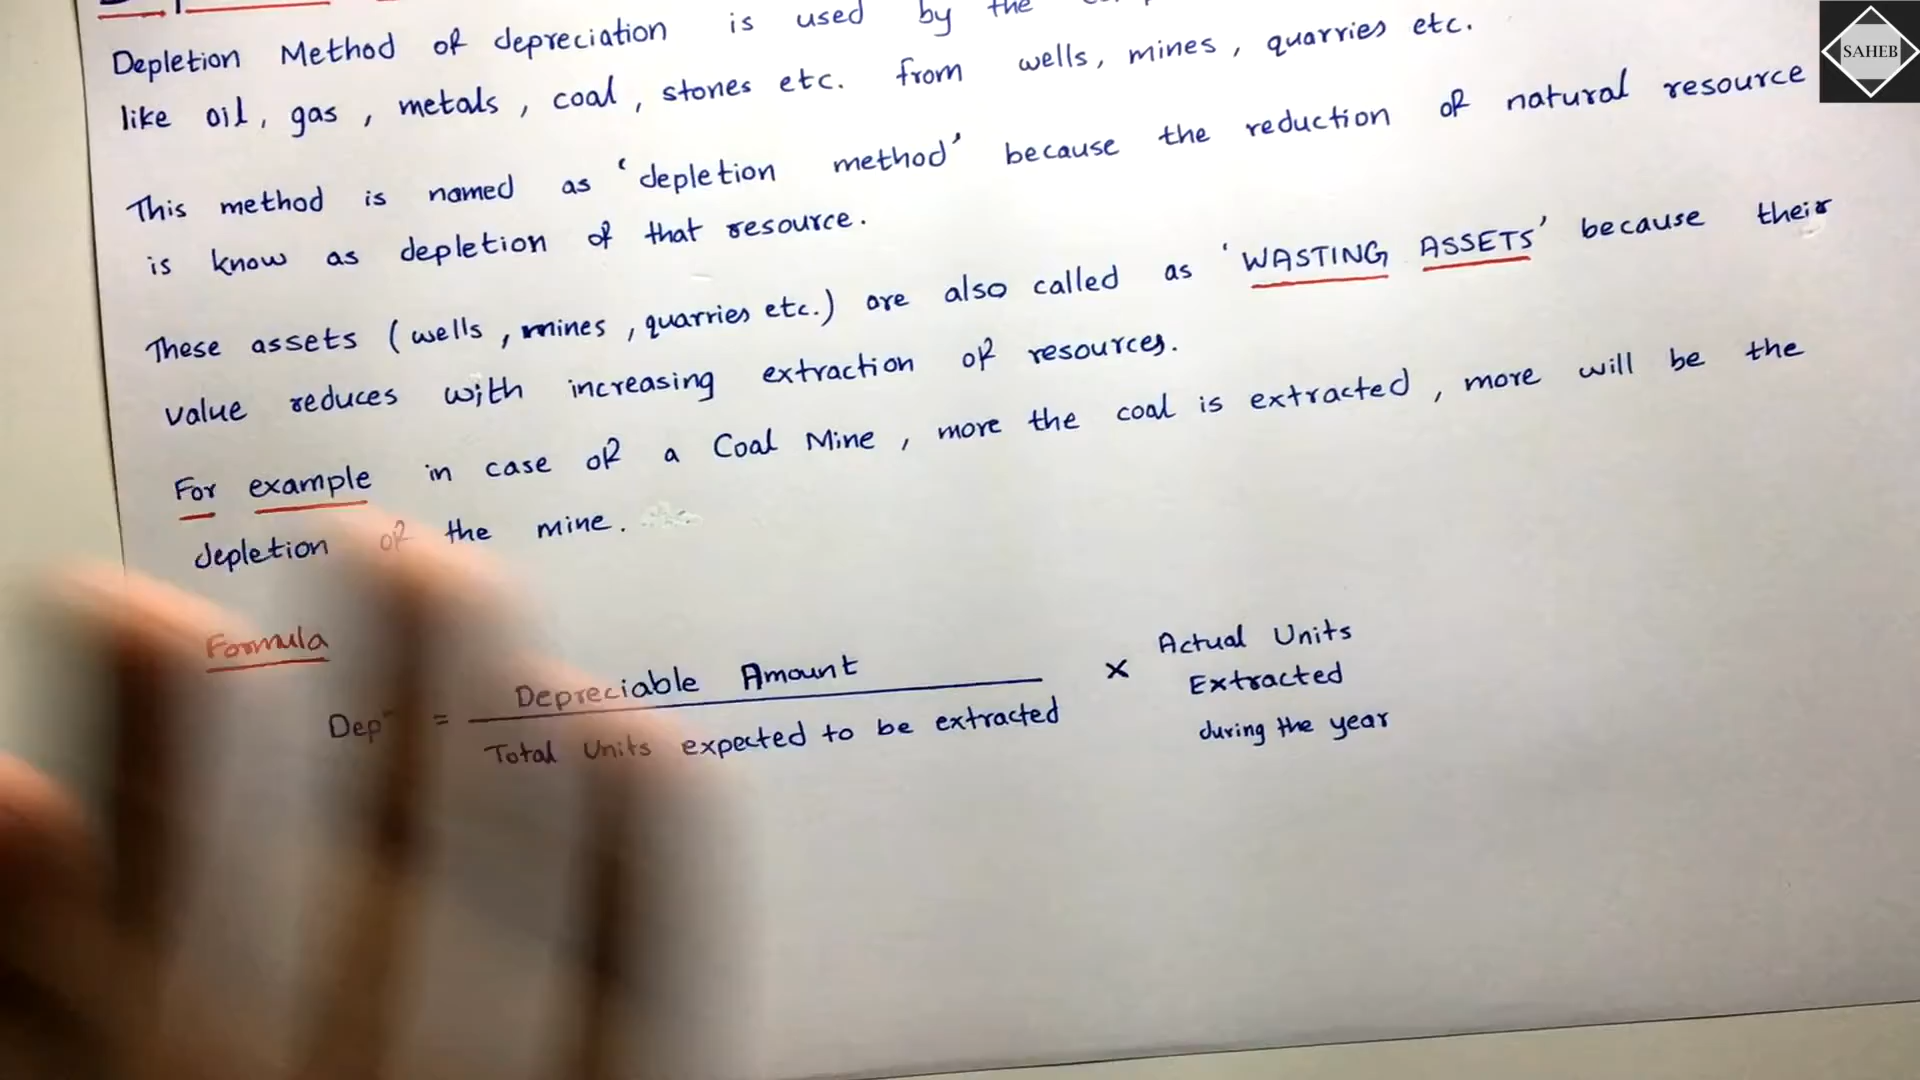 Depletion Method of depreciation is used by the
like oil, gas, metals, coal, stones etc. from wells, mines, quarries etc.
This method is named as 'depletion method' because the reduction of natural resource
is know as depletion of that resource.
These assets (wells, mines, quarries etc.) are also called as 'WASTING ASSETS' because their
value reduces with increasing extraction of resources.
For example in case of a Coal Mine, more the coal is extracted, more will be the
depletion of the mine.
Formula
Depn = Depreciable Amount
Total Units expected to be extracted
× Actual Units
Extracted
during the year
SAHEB